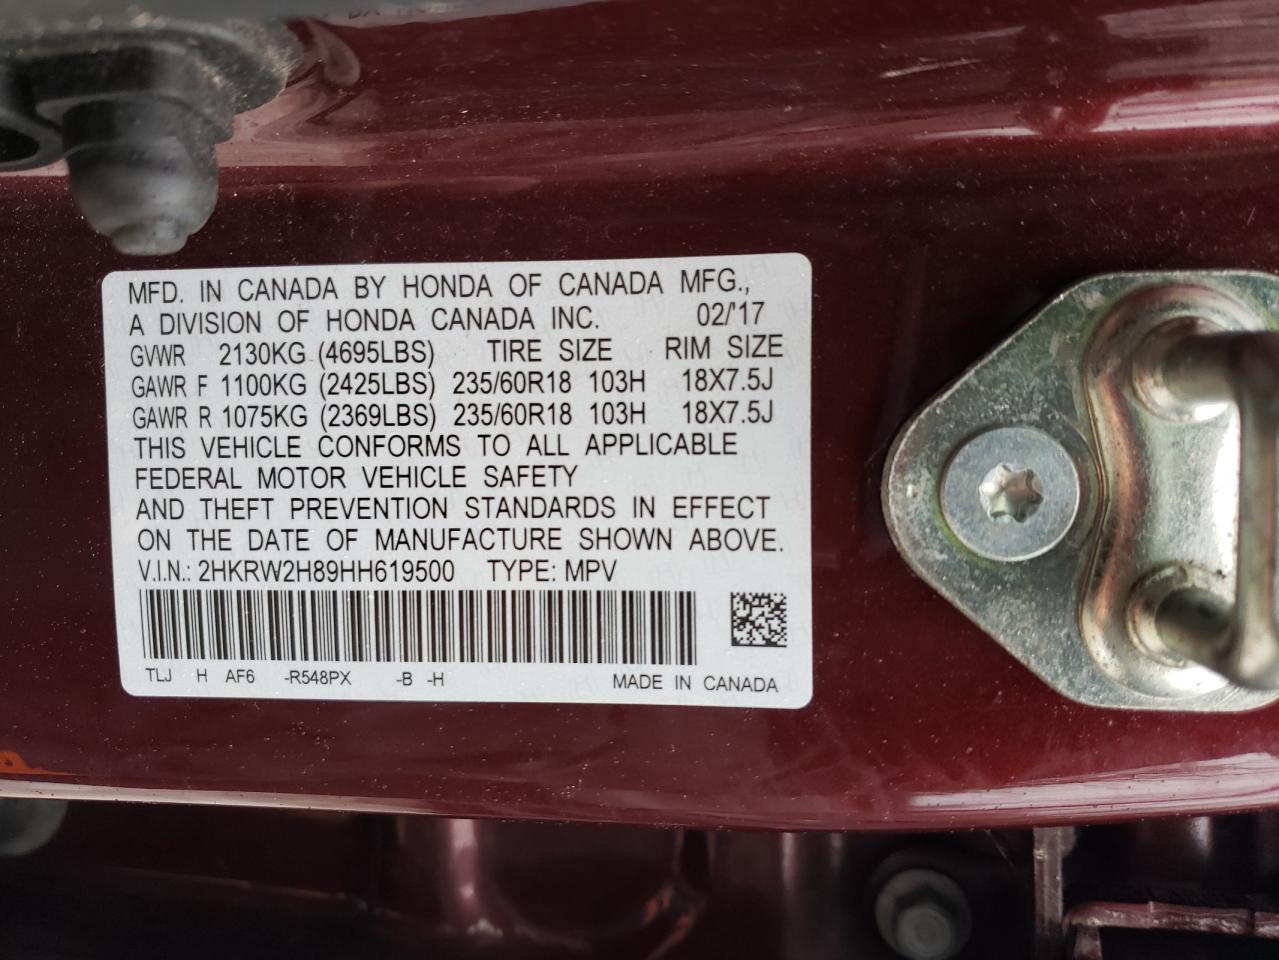 MFD. IN CANADA BY HONDA OF CANADA MFG.,
A DIVISION OF HONDA CANADA INC. 02/'17
GVWR 2130KG (4695LBS) TIRE SIZE RIM SIZE
GAWR F 1100KG (2425LBS) 235/60R18 103H 18X7.5J
GAWR R 1075KG (2369LBS) 235/60R18 103H 18X7.5J
THIS VEHICLE CONFORMS TO ALL APPLICABLE
FEDERAL MOTOR VEHICLE SAFETY
AND THEFT PREVENTION STANDARDS IN EFFECT
ON THE DATE OF MANUFACTURE SHOWN ABOVE.
V.I.N.: 2HKRW2H89HH619500 TYPE: MPV
TLJ H AF6 -R548PX -B -H MADE IN CANADA